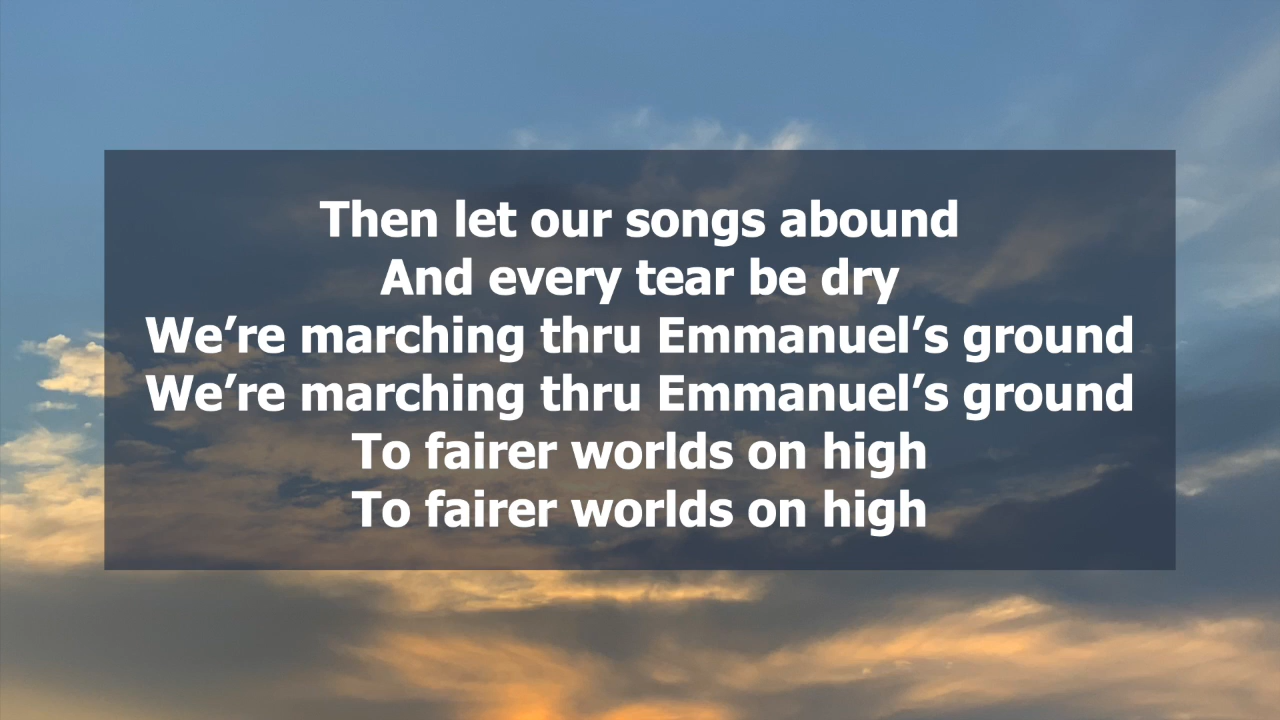 Then let our songs abound
And every tear be dry
We’re marching thru Emmanuel’s ground
We’re marching thru Emmanuel’s ground
To fairer worlds on high
To fairer worlds on high